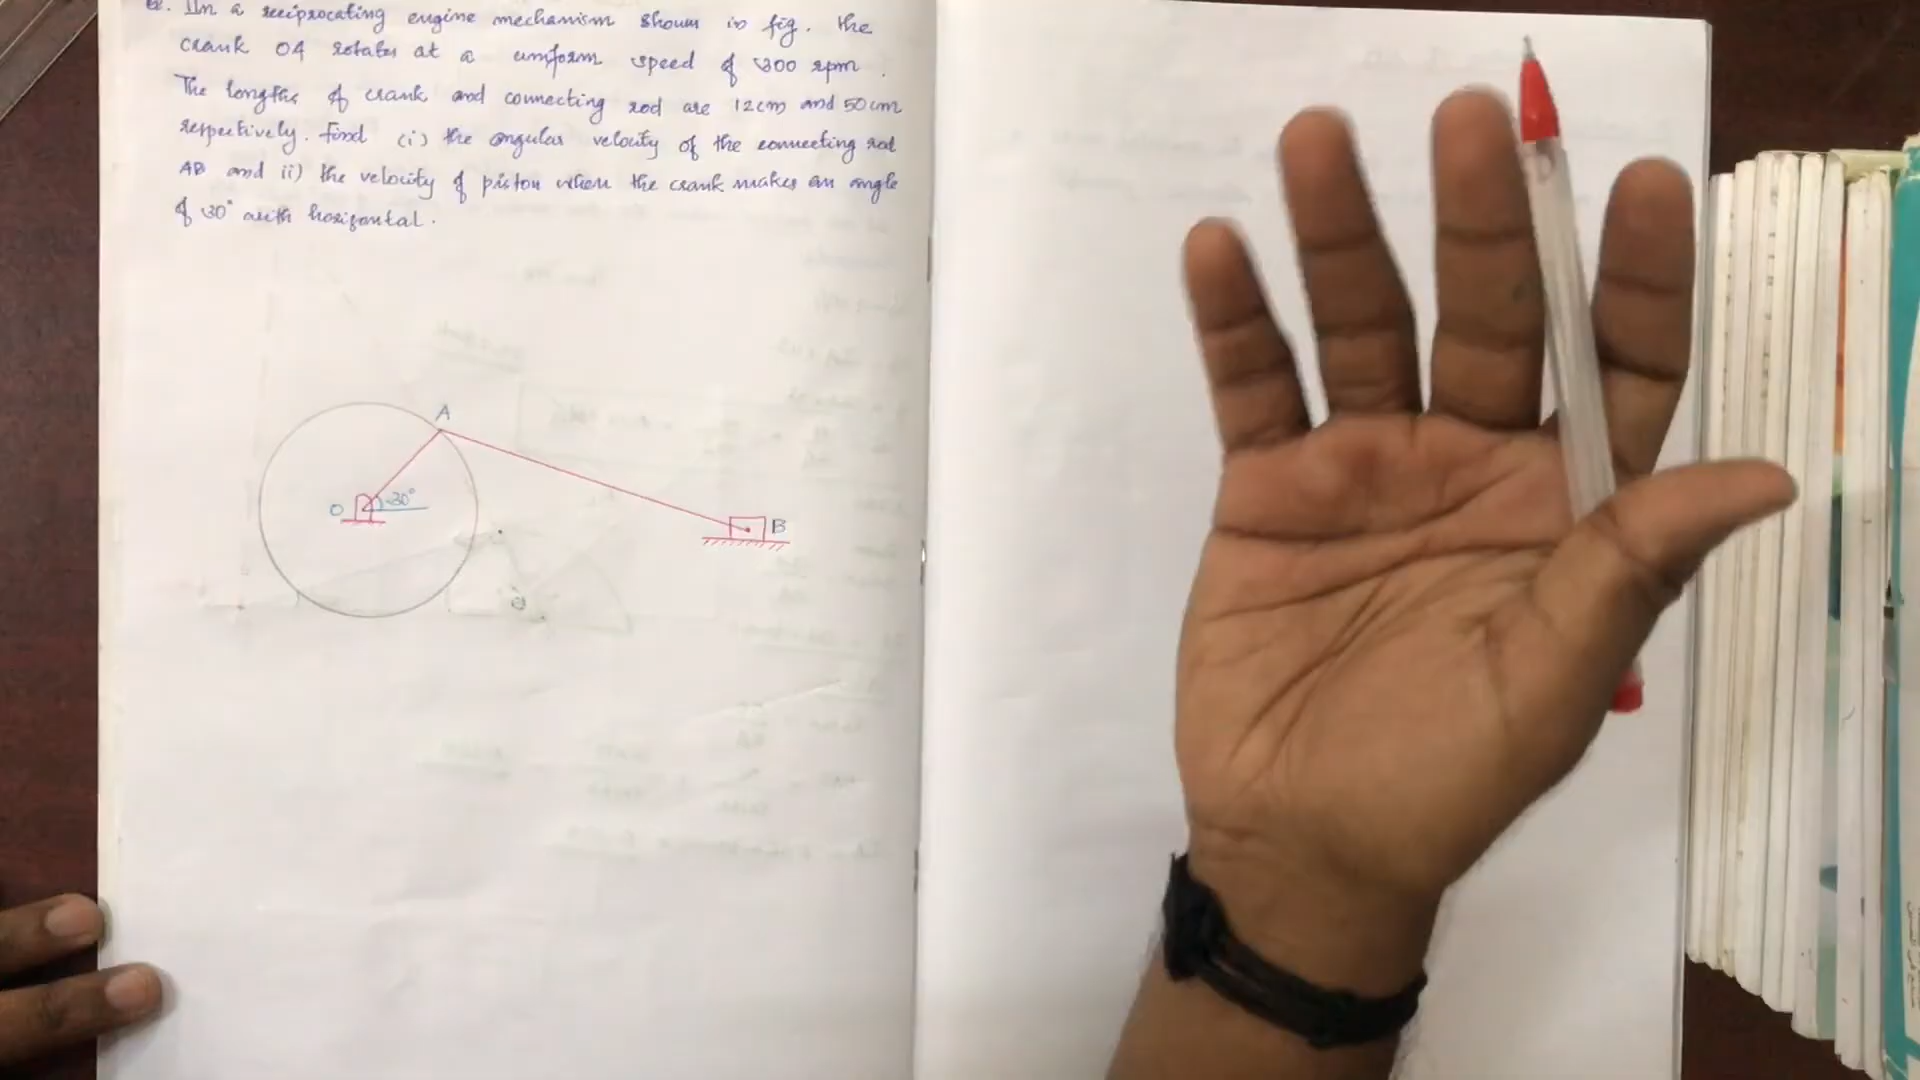 In a reciprocating engine mechanism shown in fig. the
crank OA rotates at a uniform speed of 300 rpm.
The lengths of crank and connecting rod are 12cm and 50cm
respectively. Find (i) the angular velocity of the connecting rod
AB and ii) the velocity of piston when the crank makes an angle
of 30° with horizontal.
A
O 30°
B